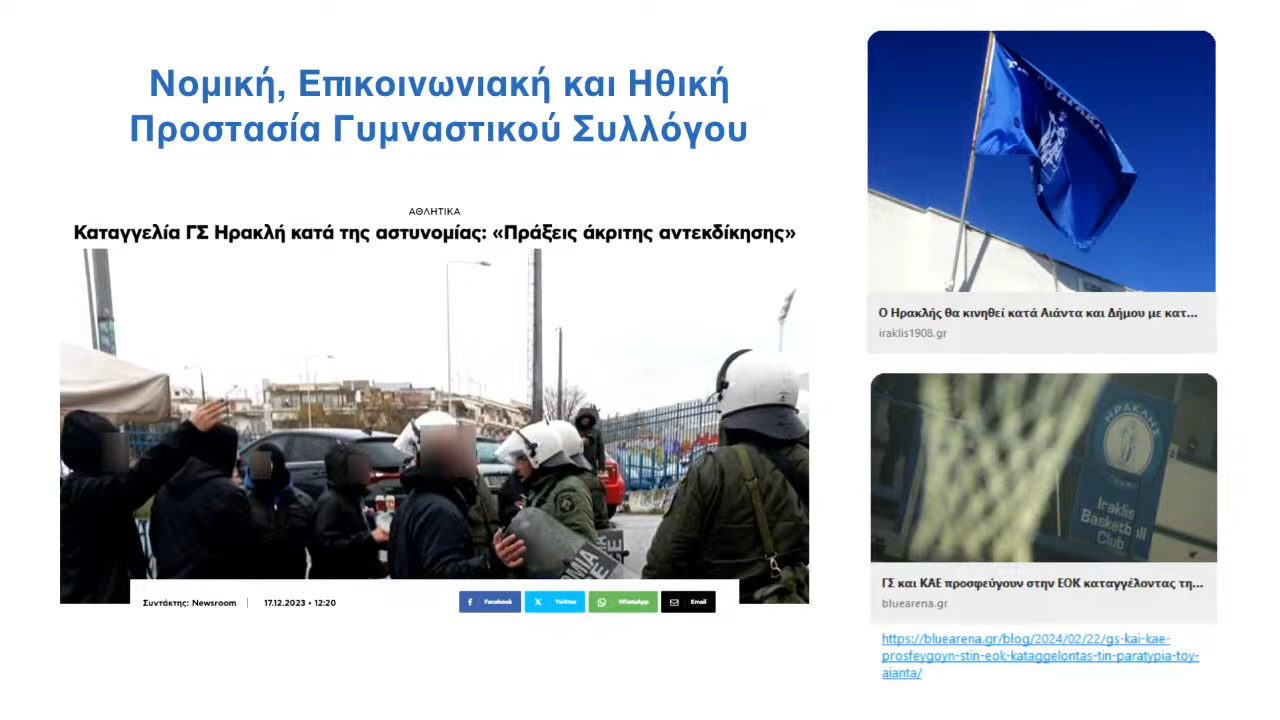 Νομική, Επικοινωνιακή και Ηθική
Προστασία Γυμναστικού Συλλόγου
ΑΘΛΗΤΙΚΑ
Καταγγελία ΓΣ Ηρακλή κατά της αστυνομίας: «Πράξεις άκριτης αντεκδίκησης»
Συντάκτης: Newsroom | 17.12.2023 • 12:20
Facebook
Twitter
WhatsApp
Email
Ο Ηρακλής θα κινηθεί κατά Αιάντα και Δήμου με κατ...
iraklis1908.gr
ΗΡΑΚΛΗΣ
Iraklis
Basketball
Club
ΓΣ και ΚΑΕ προσφεύγουν στην ΕΟΚ καταγγέλοντας τη...
bluearena.gr
https://bluearena.gr/blog/2024/02/22/gs-kai-kae-
prosfeygoyn-stin-eok-kataggelontas-tin-paratypia-toy-
aianta/